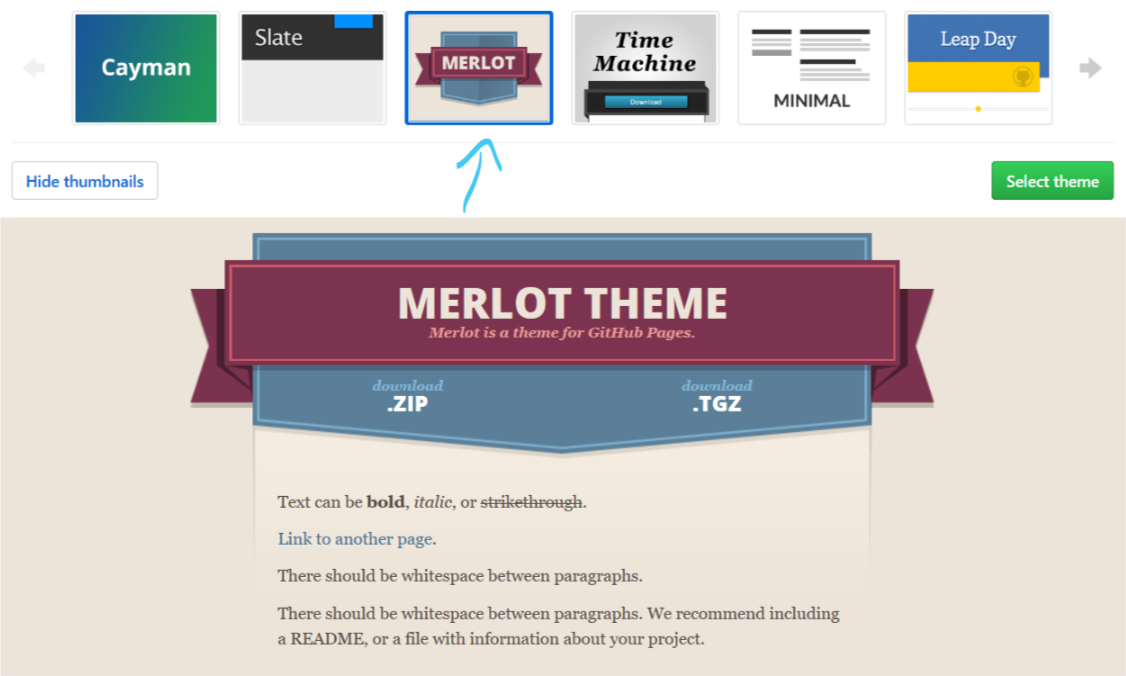 Cayman
Slate
MERLOT
Time
Machine
Download
MINIMAL
Leap Day
Hide thumbnails
Select theme
MERLOT THEME
Merlot is a theme for GitHub Pages.
download
.ZIP
download
.TGZ
Text can be bold, italic, or strikethrough.
Link to another page.
There should be whitespace between paragraphs.
There should be whitespace between paragraphs. We recommend including
a README, or a file with information about your project.